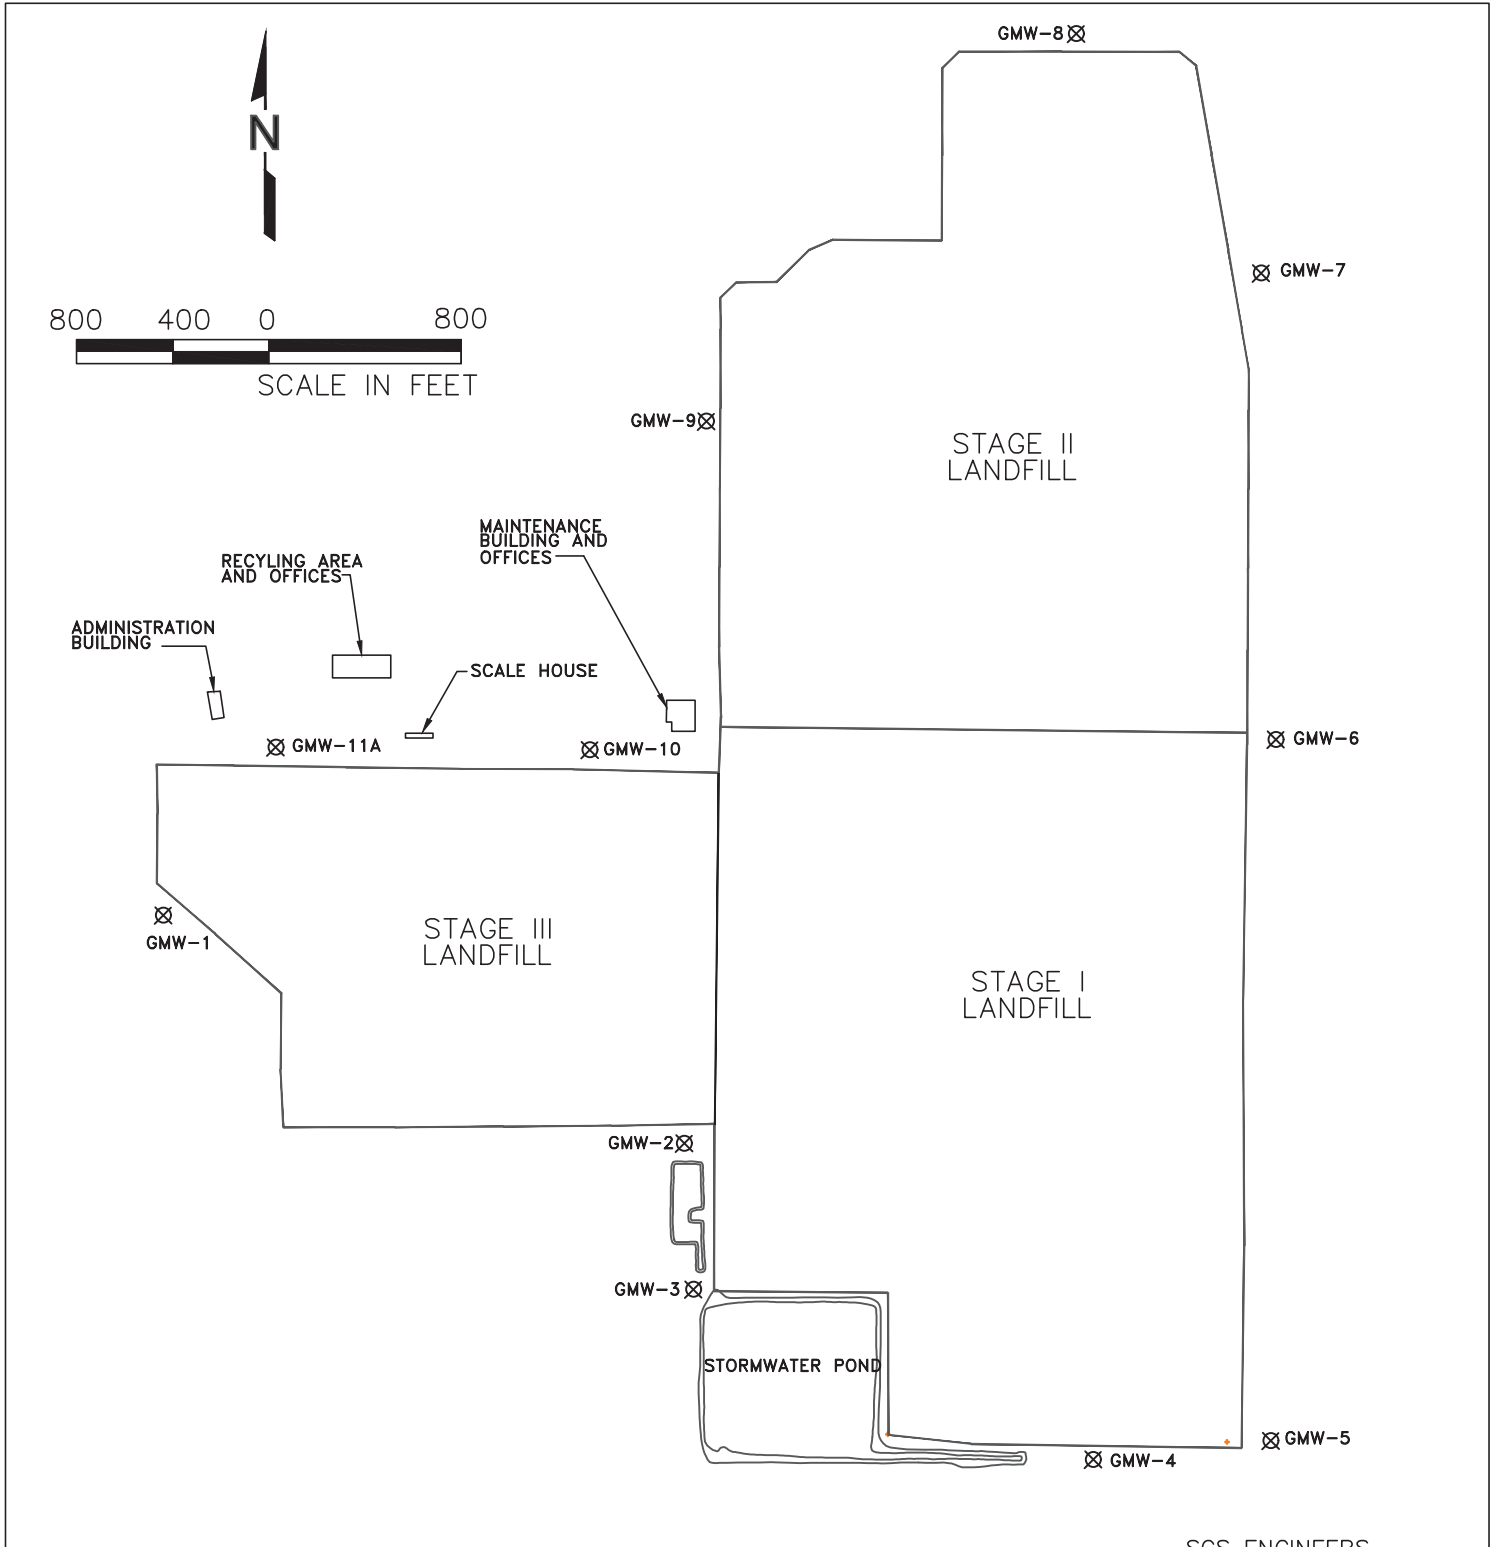 GMW-8
N
GMW-7
800 400 0 800
SCALE IN FEET
GMW-9
STAGE II
LANDFILL
MAINTENANCE
BUILDING AND
OFFICES
RECYLING AREA
AND OFFICES
ADMINISTRATION
BUILDING
SCALE HOUSE
GMW-11A
GMW-10
GMW-6
STAGE III
LANDFILL
GMW-1
STAGE I
LANDFILL
GMW-2
GMW-3
STORMWATER POND
GMW-5
GMW-4
SCS ENGINEERS